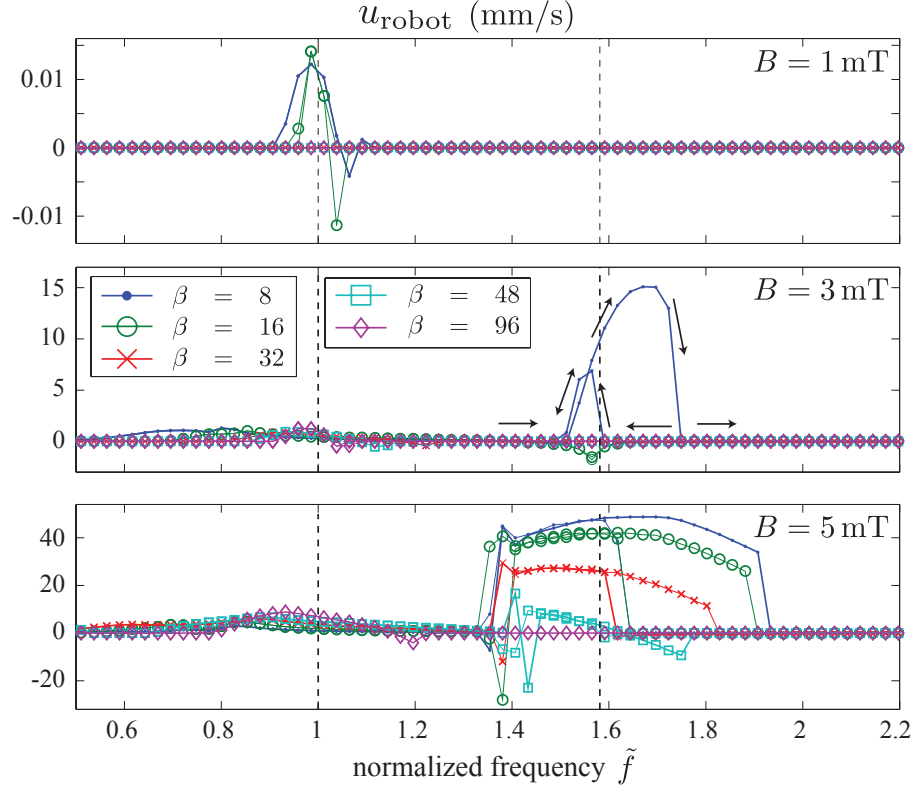 u_robot (mm/s)
B = 1 mT
0.01
0
-0.01
B = 3 mT
15
10
5
0
β = 8
β = 16
β = 32
β = 48
β = 96
B = 5 mT
40
20
0
-20
0.6 0.8 1 1.2 1.4 1.6 1.8 2 2.2
normalized frequency f̃